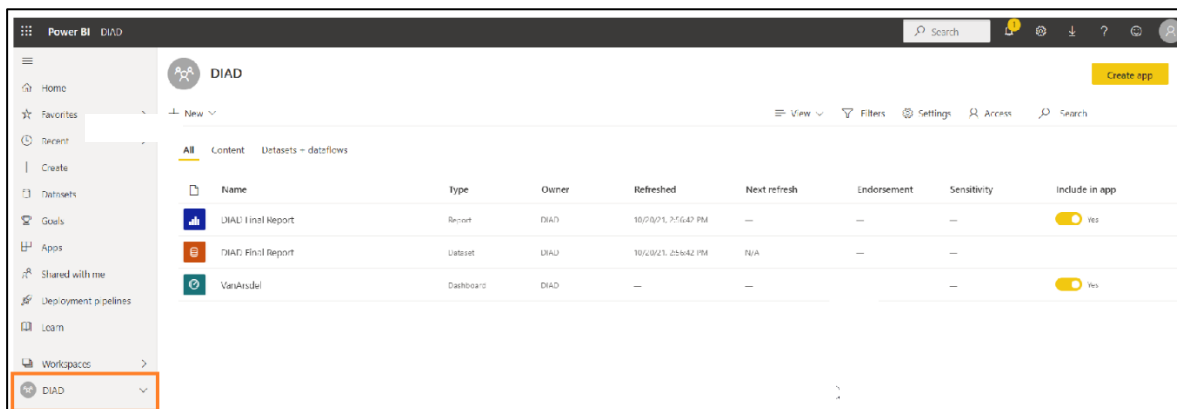 Power BI DIAD Search 1 ?
Home
Favorites
Recent
Create
Datasets
Goals
Apps
Shared with me
Deployment pipelines
Learn
Workspaces
DIAD
DIAD Create app
New View Filters Settings Access Search
All Content Datasets + dataflows
Name Type Owner Refreshed Next refresh Endorsement Sensitivity Include in app
DIAD Final Report Report DIAD 10/20/21, 2:56:42 PM — — — Yes
DIAD Final Report Dataset DIAD 10/20/21, 2:56:42 PM N/A — —
VanArsdel Dashboard DIAD — — — Yes